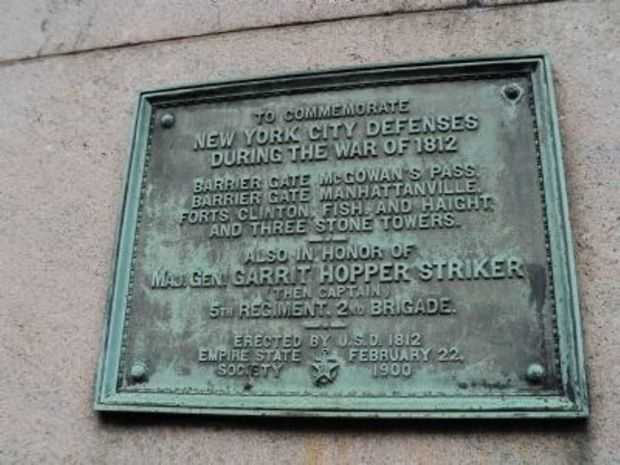 TO COMMEMORATE
NEW YORK CITY DEFENSES
DURING THE WAR OF 1812
BARRIER GATE McGOWAN'S PASS.
BARRIER GATE MANHATTANVILLE.
FORTS, CLINTON, FISH, AND HAIGHT,
AND THREE STONE TOWERS.
ALSO IN HONOR OF
MAJ. GEN. GARRIT HOPPER STRIKER
(THEN CAPTAIN)
5TH REGIMENT. 2ND BRIGADE.
ERECTED BY U.S.D. 1812
EMPIRE STATE FEBRUARY 22.
SOCIETY 1900